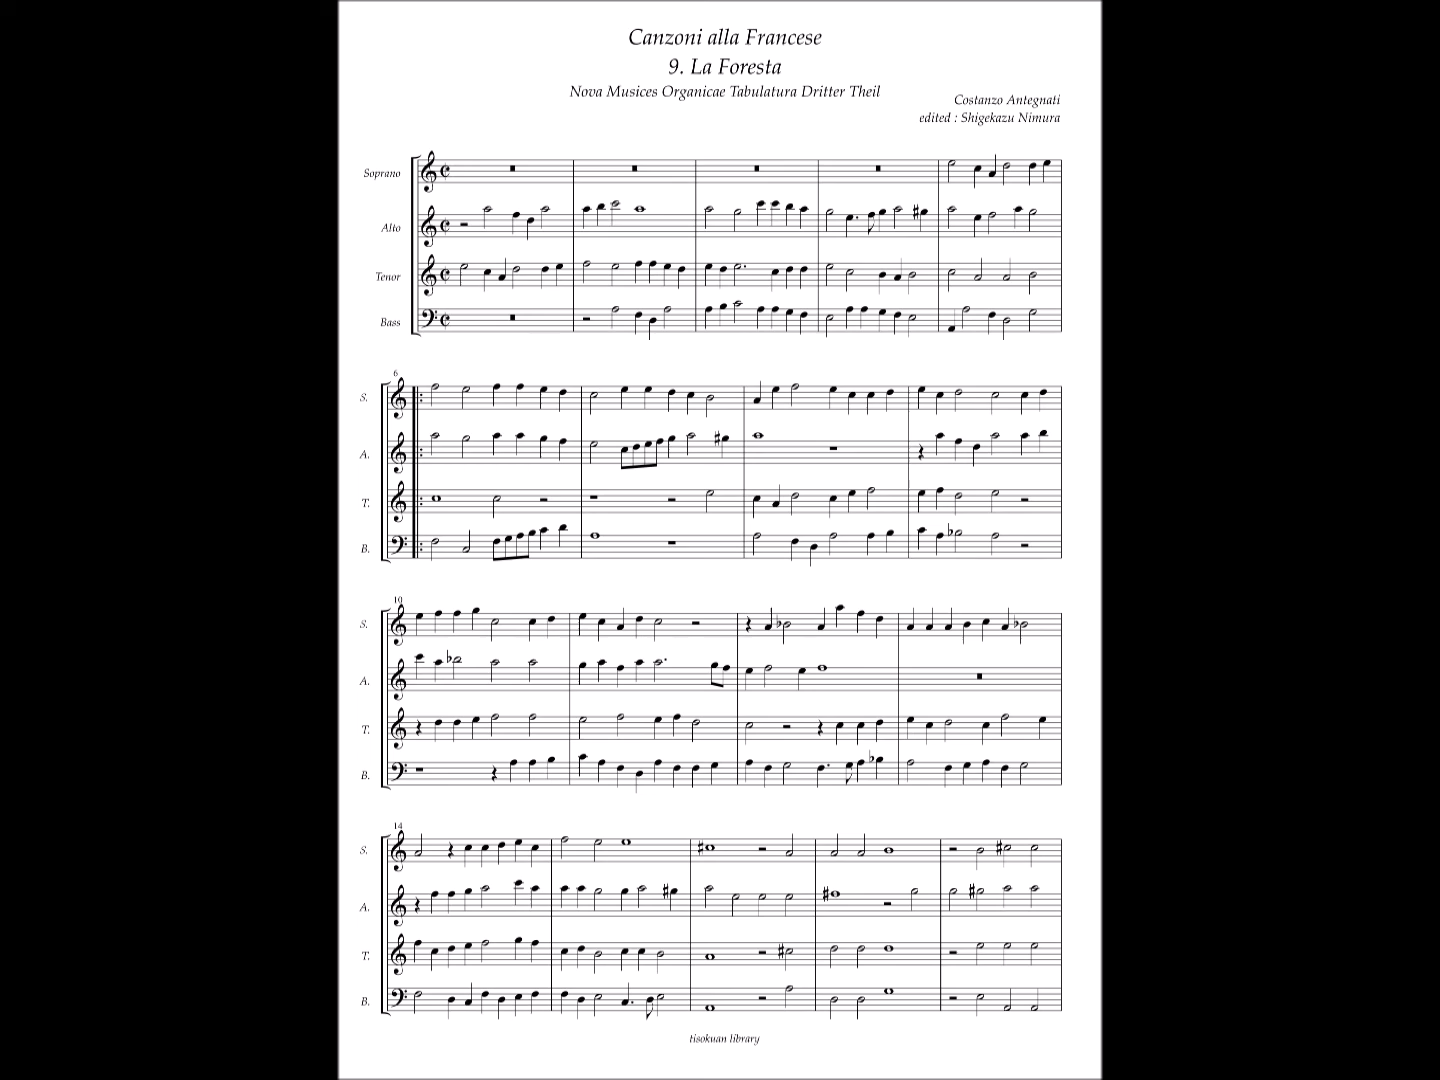 Canzoni alla Francese
9. La Foresta
Nova Musices Organicae Tabulatura Dritter Theil
Costanzo Antegnati
edited : Shigekazu Nimura
Soprano
Alto
Tenor
Bass
6
S.
A.
T.
B.
10
S.
A.
T.
B.
14
S.
A.
T.
B.
tisokuan library